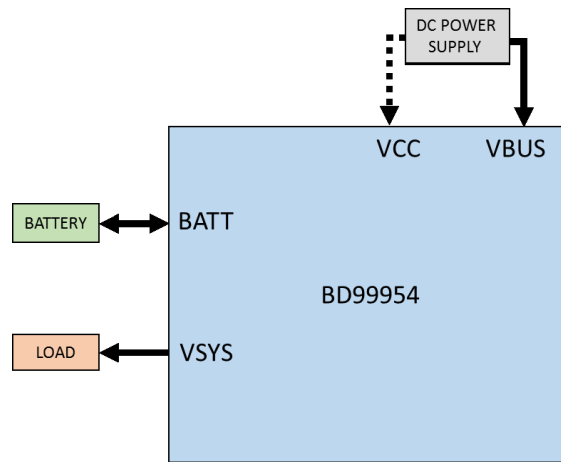 DC POWER
SUPPLY
VCC
VBUS
BATTERY
BATT
BD99954
LOAD
VSYS